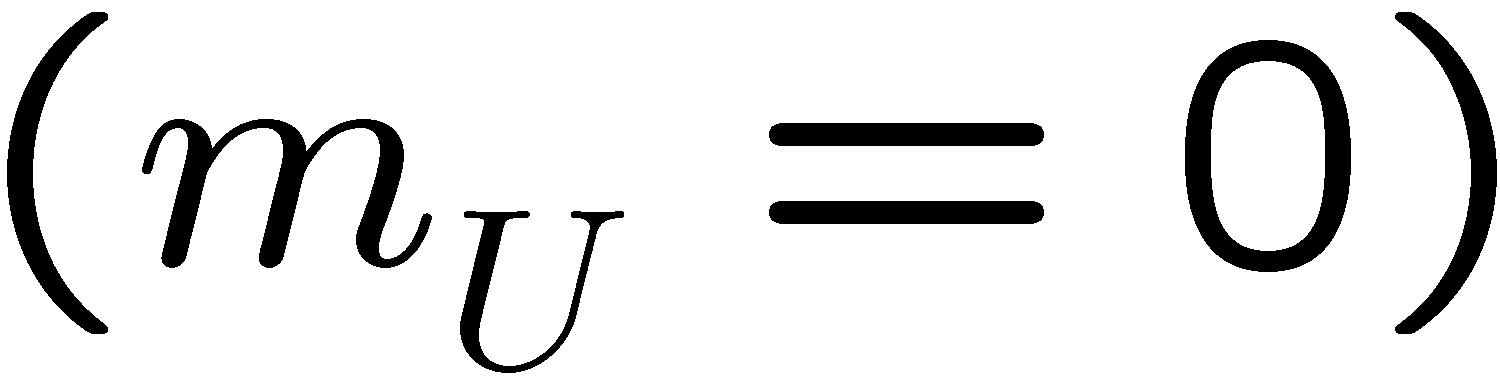 (m_U = 0)